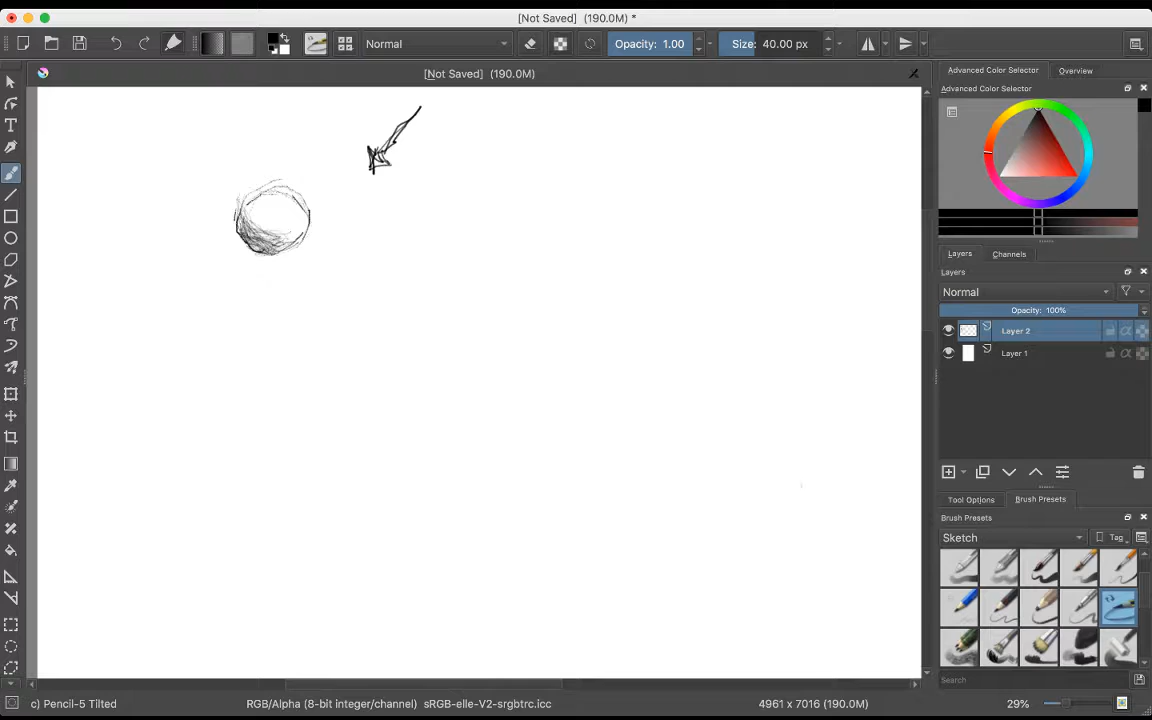 [Not Saved] (190.0M) *
Normal
Opacity: 1.00
Size: 40.00 px
[Not Saved] (190.0M)
Advanced Color Selector
Overview
Advanced Color Selector
Layers
Channels
Layers
Normal
Opacity: 100%
Layer 2
Layer 1
Tool Options
Brush Presets
Brush Presets
Sketch
Tag
Search
c) Pencil-5 Tilted
RGB/Alpha (8-bit integer/channel) sRGB-elle-V2-srgbtrc.icc
4961 x 7016 (190.0M)
29%